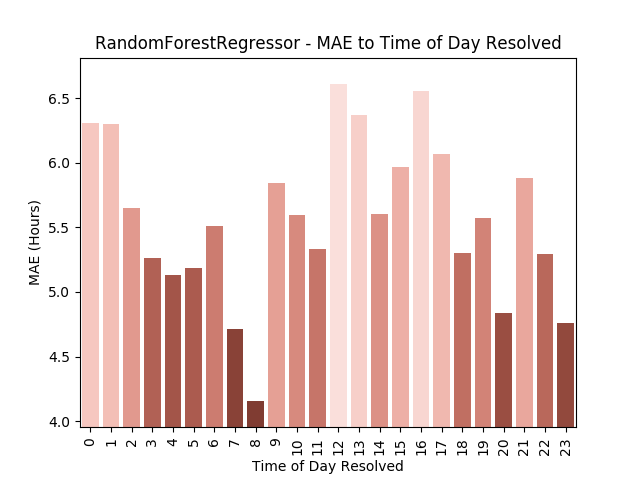 RandomForestRegressor - MAE to Time of Day Resolved
MAE (Hours)
6.5
6.0
5.5
5.0
4.5
4.0
0 1 2 3 4 5 6 7 8 9 10 11 12 13 14 15 16 17 18 19 20 21 22 23
Time of Day Resolved